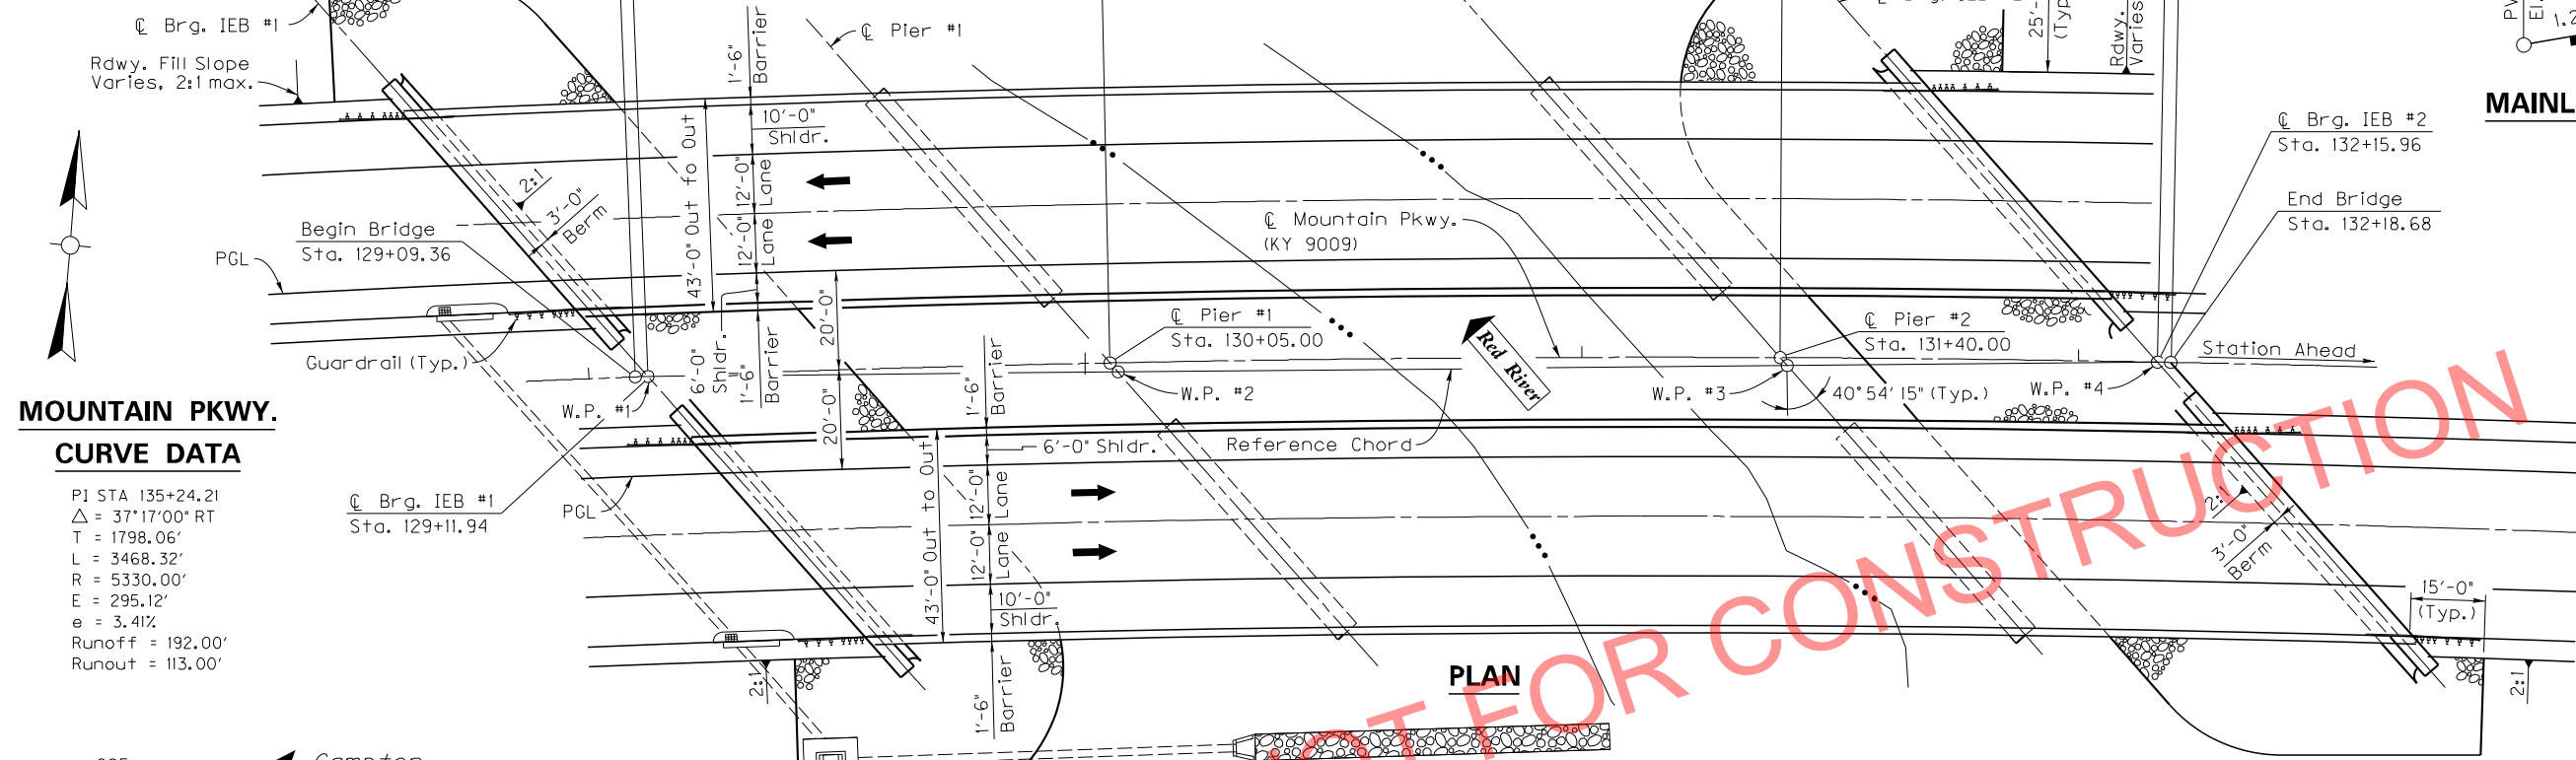 ℄ Brg. IEB #1
Rdwy. Fill Slope
Varies, 2:1 max.
1'-6"
Barrier
℄ Pier #1
10'-0"
Shldr.
43'-0" Out to Out
12'-0"
Lane
12'-0"
Lane
2:1
3'-0"
Berm
Begin Bridge
Sta. 129+09.36
PGL
Guardrail (Typ.)
6'-0"
Shldr.
1'-6"
Barrier
20'-0"
20'-0"
℄ Mountain Pkwy.
(KY 9009)
℄ Pier #1
Sta. 130+05.00
W.P. #2
Red River
℄ Pier #2
Sta. 131+40.00
W.P. #3
40°54'15" (Typ.)
W.P. #4
25'-
(Typ
Rdwy.
Varies
1.2
MAINL
℄ Brg. IEB #2
Sta. 132+15.96
End Bridge
Sta. 132+18.68
Station Ahead
MOUNTAIN PKWY.
CURVE DATA
PI STA 135+24.21
△ = 37°17'00" RT
T = 1798.06'
L = 3468.32'
R = 5330.00'
E = 295.12'
e = 3.41%
Runoff = 192.00'
Runout = 113.00'
W.P. #1
℄ Brg. IEB #1
Sta. 129+11.94
PGL
1'-6"
Barrier
6'-0" Shldr.
Reference Chord
43'-0" Out to Out
12'-0"
Lane
12'-0"
Lane
10'-0"
Shldr.
1'-6"
Barrier
2:1
2:1
3'-0"
Berm
15'-0"
(Typ.)
2:1
PLAN
OT FOR CONSTRUCTION